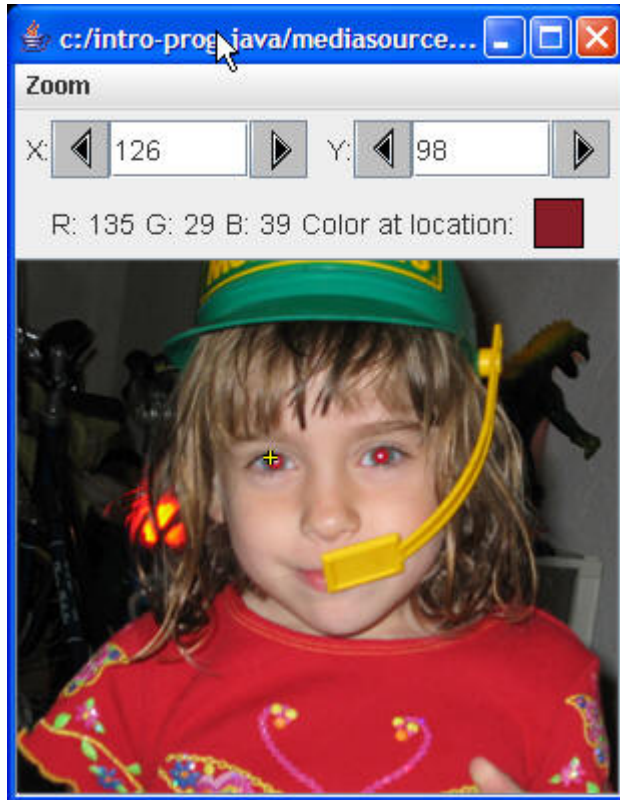 c:/intro-prog-java/mediasource...
Zoom
X: 126 Y: 98
R: 135 G: 29 B: 39 Color at location: